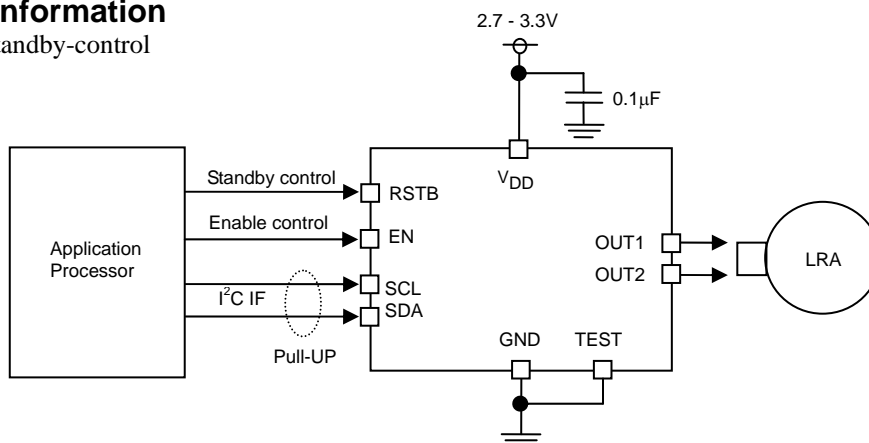 nformation
tandby-control
2.7 - 3.3V
0.1μF
VDD
Standby control
RSTB
Enable control
EN
Application
Processor
I²C IF
SCL
SDA
Pull-UP
OUT1
OUT2
LRA
GND TEST